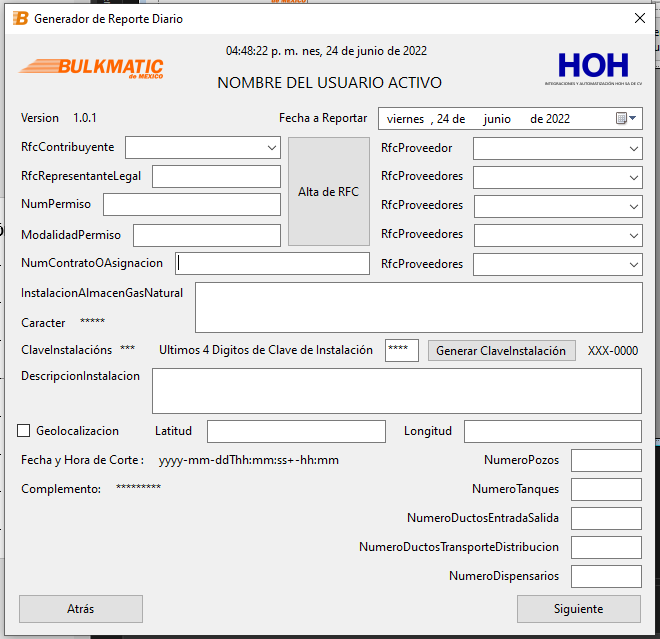 Generador de Reporte Diario
BULKMATIC
de MÉXICO
04:48:22 p. m. nes, 24 de junio de 2022
HOH
INTEGRACIONES Y AUTOMATIZACIÓN HOH SA DE CV
NOMBRE DEL USUARIO ACTIVO
Version 1.0.1
Fecha a Reportar viernes , 24 de junio de 2022
RfcContribuyente
RfcProveedor
RfcRepresentanteLegal
Alta de RFC
RfcProveedores
NumPermiso
RfcProveedores
ModalidadPermiso
RfcProveedores
NumContratoOAsignacion
RfcProveedores
InstalacionAlmacenGasNatural
Caracter *****
ClaveInstalacións *** Ultimos 4 Digitos de Clave de Instalación **** Generar ClaveInstalación XXX-0000
DescripcionInstalacion
Geolocalizacion Latitud Longitud
Fecha y Hora de Corte : yyyy-mm-ddThh:mm:ss+-hh:mm
NumeroPozos
Complemento: *********
NumeroTanques
NumeroDuctosEntradaSalida
NumeroDuctosTransporteDistribucion
NumeroDispensarios
Atrás
Siguiente